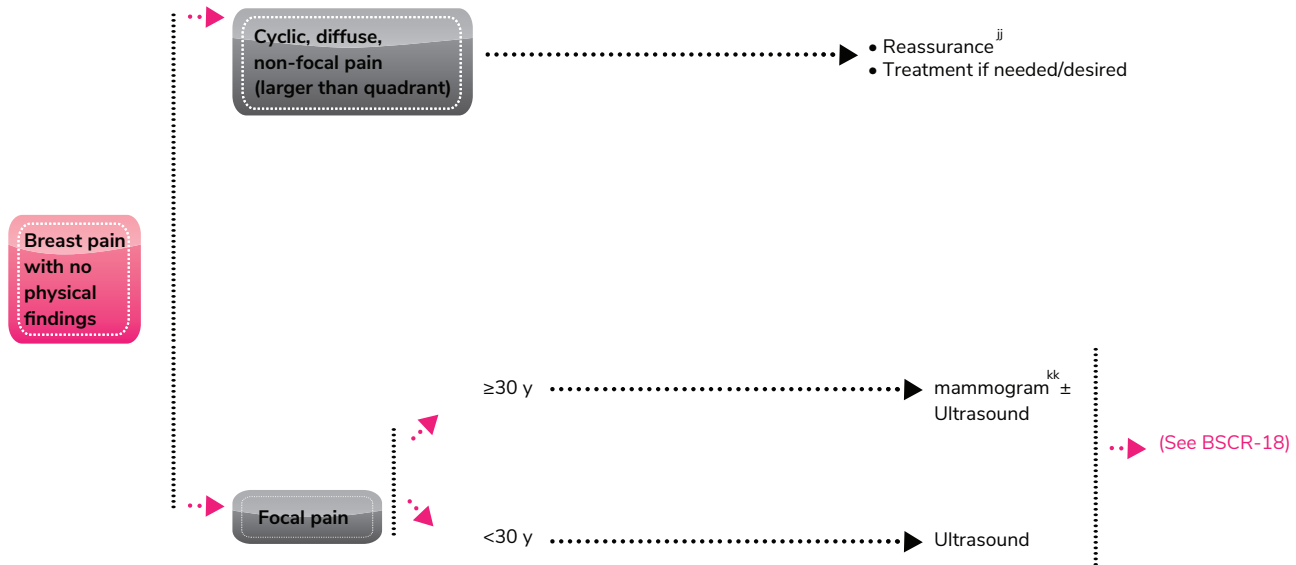 Cyclic, diffuse,
non-focal pain
(larger than quadrant)
• Reassurance jj
• Treatment if needed/desired
Breast pain
with no
physical
findings
≥30 y
mammogram kk ±
Ultrasound
(See BSCR-18)
Focal pain
<30 y
Ultrasound